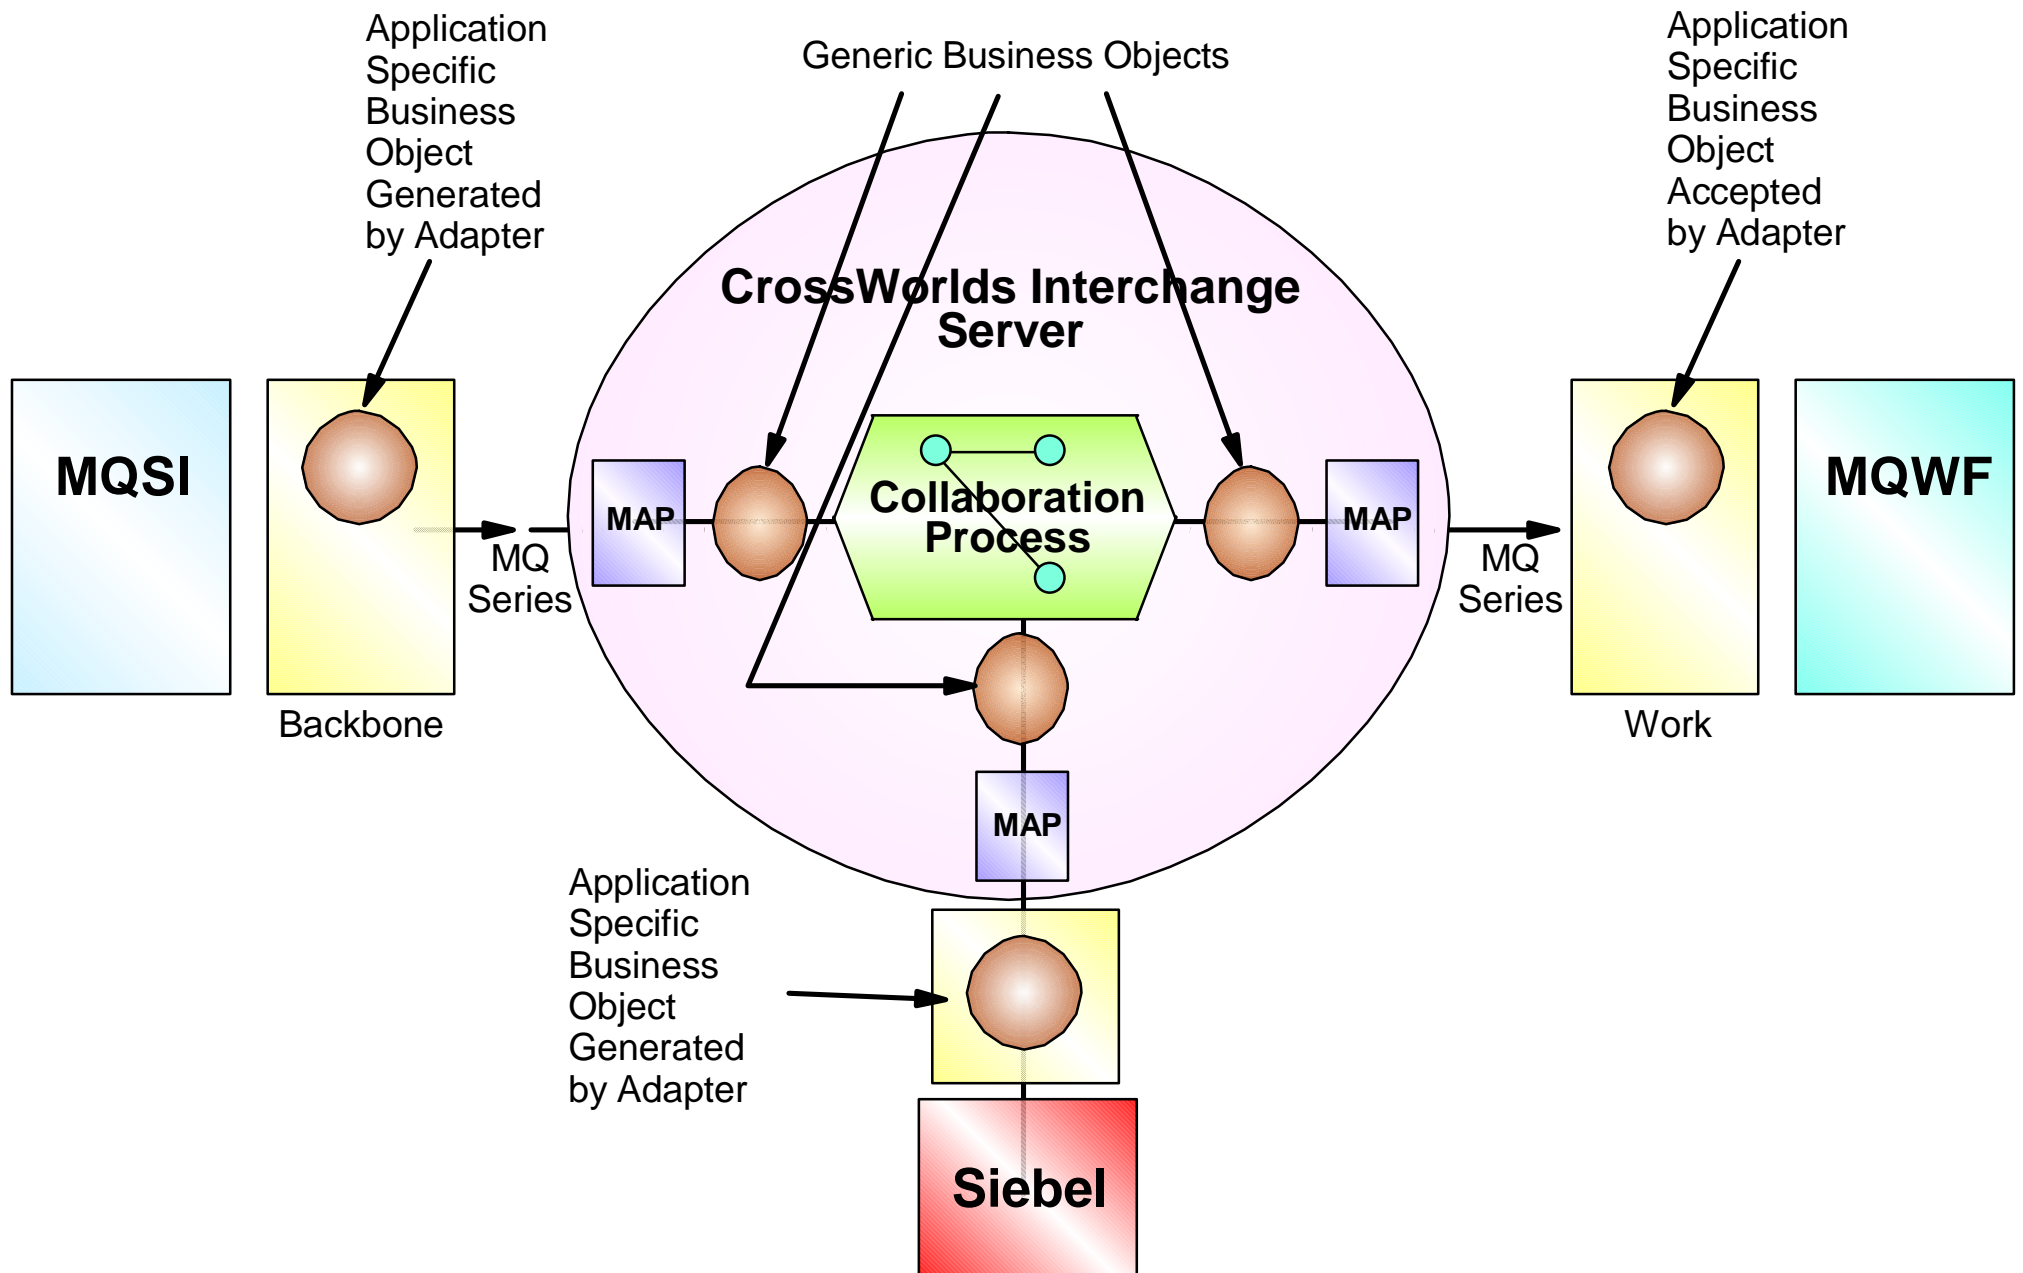 Application
Specific
Business
Object
Generated
by Adapter
Generic Business Objects
Application
Specific
Business
Object
Accepted
by Adapter
CrossWorlds Interchange
Server
MQSI
MQ
Series
Backbone
MAP
Collaboration
Process
MAP
MQ
Series
Work
MQWF
MAP
Application
Specific
Business
Object
Generated
by Adapter
Siebel